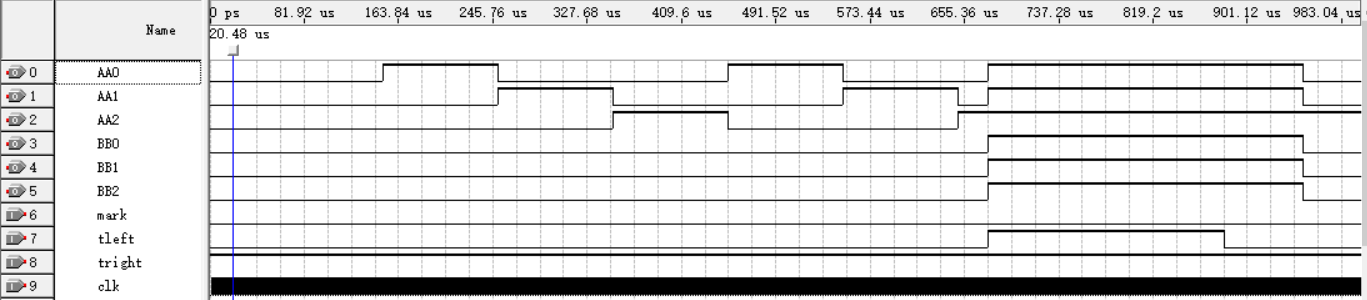 0 ps 81.92 us 163.84 us 245.76 us 327.68 us 409.6 us 491.52 us 573.44 us 655.36 us 737.28 us 819.2 us 901.12 us 983.04 us
Name
20.48 us
0 AA0
1 AA1
2 AA2
3 BB0
4 BB1
5 BB2
6 mark
7 tleft
8 tright
9 clk